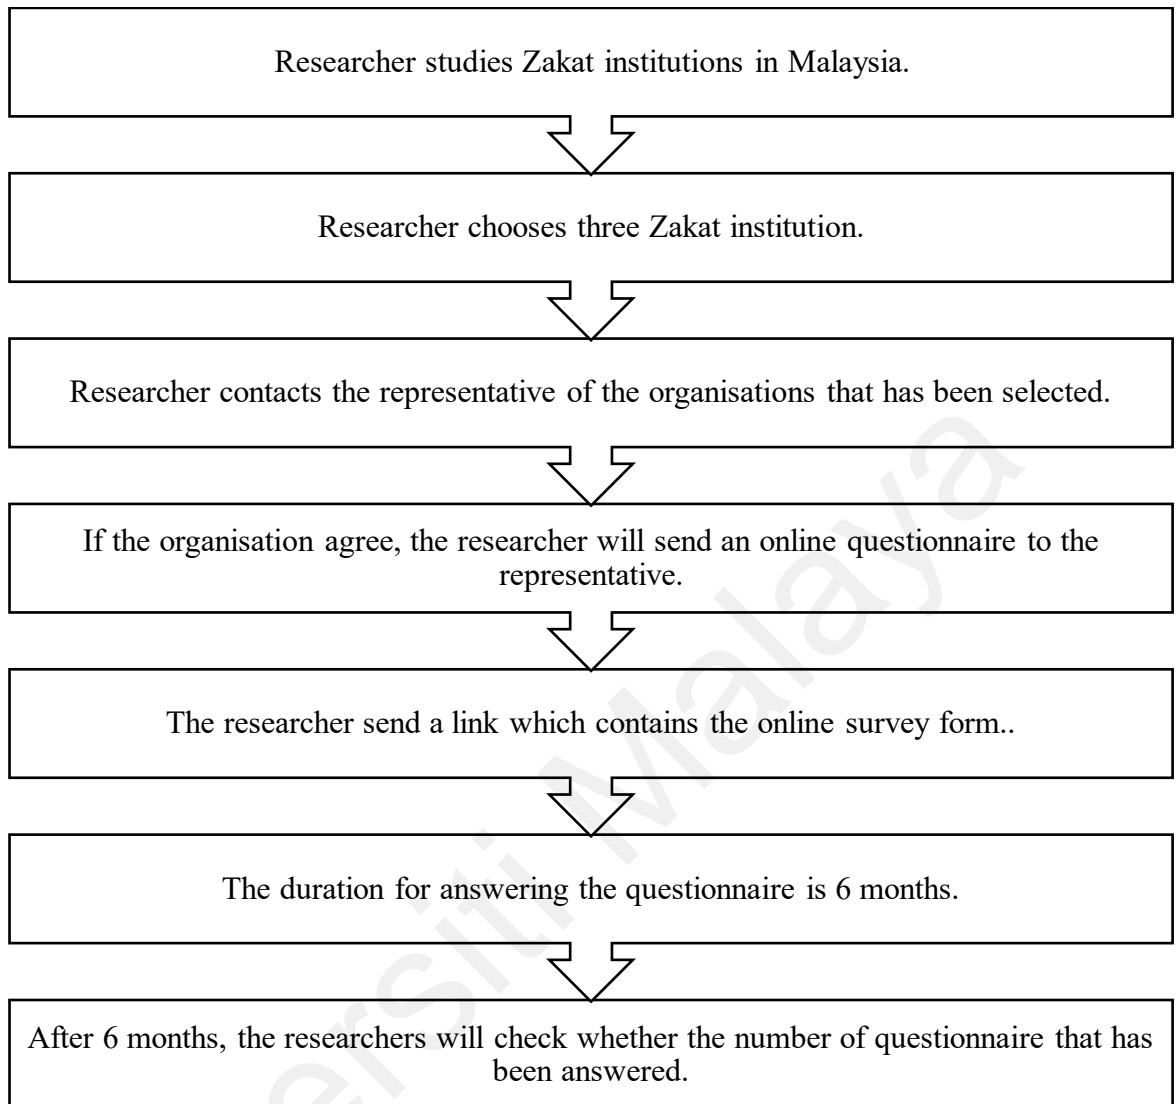 Researcher studies Zakat institutions in Malaysia.
Researcher chooses three Zakat institution.
Researcher contacts the representative of the organisations that has been selected.
If the organisation agree, the researcher will send an online questionnaire to the
representative.
The researcher send a link which contains the online survey form..
The duration for answering the questionnaire is 6 months.
After 6 months, the researchers will check whether the number of questionnaire that has
been answered.
ersiti Malaya